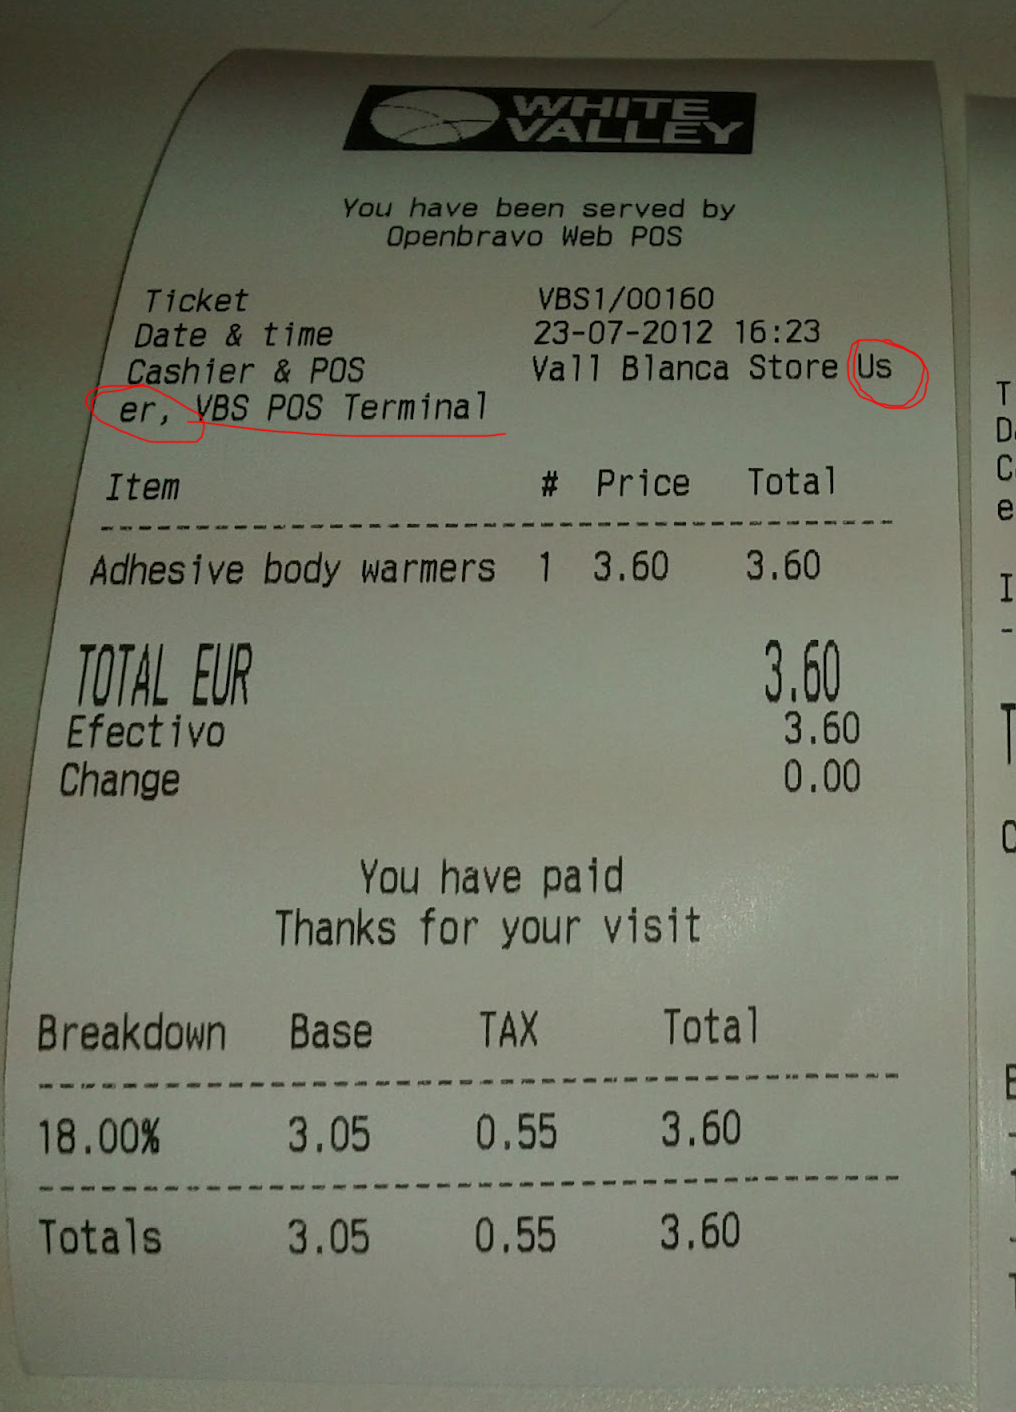 WHITE
VALLEY
You have been served by
Openbravo Web POS
Ticket VBS1/00160
Date & time 23-07-2012 16:23
Cashier & POS Vall Blanca Store Us
er, VBS POS Terminal
Item # Price Total
Adhesive body warmers 1 3.60 3.60
TOTAL EUR 3.60
Efectivo 3.60
Change 0.00
You have paid
Thanks for your visit
Breakdown Base TAX Total
18.00% 3.05 0.55 3.60
Totals 3.05 0.55 3.60